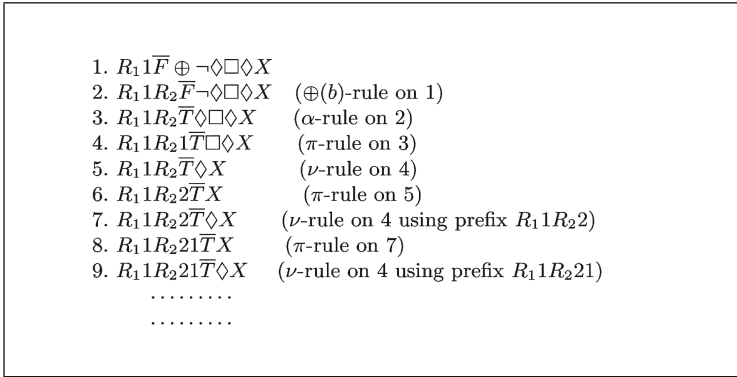 1. R₁1F̅ ⊕ ¬◊□◊X
2. R₁1R₂F̅¬◊□◊X (⊕(b)-rule on 1)
3. R₁1R₂T̅◊□◊X (α-rule on 2)
4. R₁1R₂1T̅□◊X (π-rule on 3)
5. R₁1R₂T̅◊X (ν-rule on 4)
6. R₁1R₂2T̅X (π-rule on 5)
7. R₁1R₂2T̅◊X (ν-rule on 4 using prefix R₁1R₂2)
8. R₁1R₂21T̅X (π-rule on 7)
9. R₁1R₂21T̅◊X (ν-rule on 4 using prefix R₁1R₂21)
.........
.........